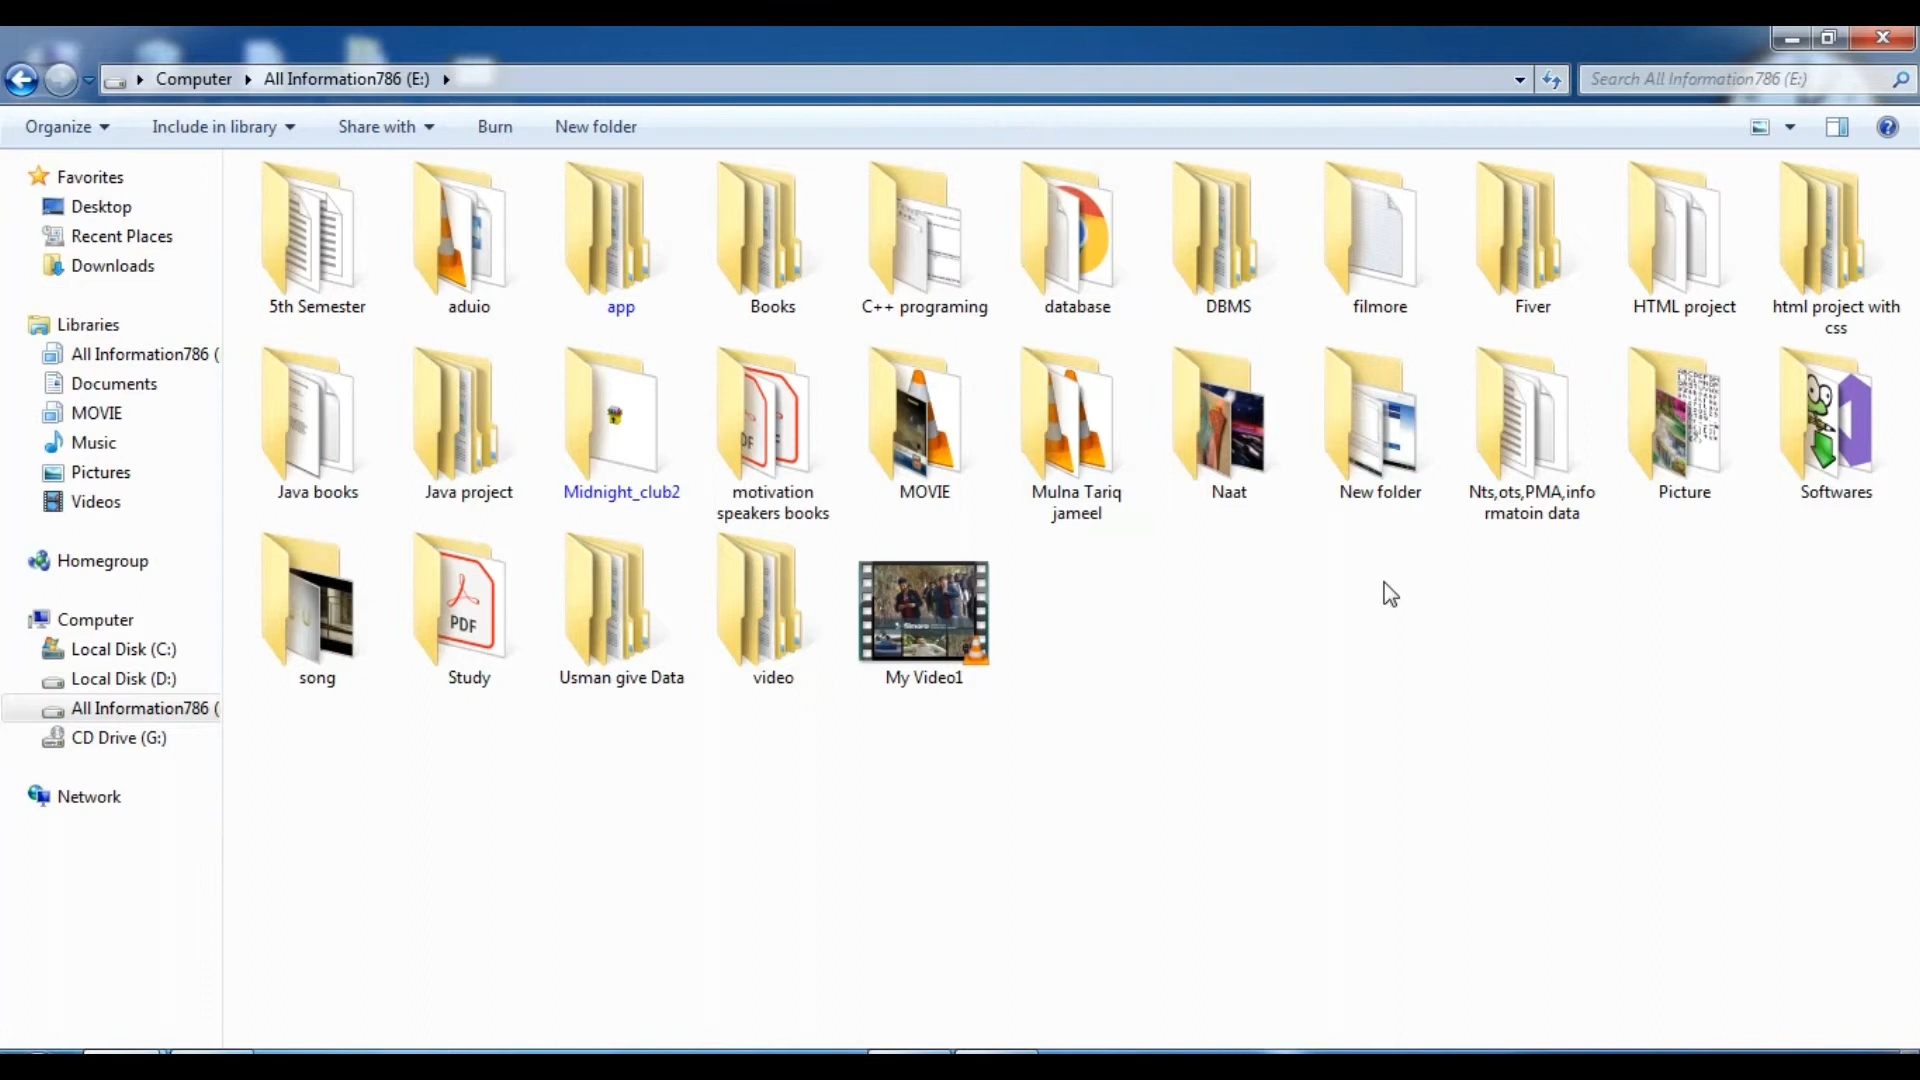 Computer
All Information786 (E:)
Search All Information786 (E:)
Organize
Include in library
Share with
Burn
New folder
Favorites
Desktop
Recent Places
Downloads
Libraries
All Information786 (
Documents
MOVIE
Music
Pictures
Videos
Homegroup
Computer
Local Disk (C:)
Local Disk (D:)
All Information786 (
CD Drive (G:)
Network
5th Semester
aduio
app
Books
C++ programing
database
DBMS
filmore
Fiver
HTML project
html project with
css
Java books
Java project
Midnight_club2
motivation
speakers books
MOVIE
Mulna Tariq
jameel
Naat
New folder
Nts,ots,PMA,info
rmatoin data
Picture
Softwares
song
PDF
Study
Usman give Data
video
My Video1